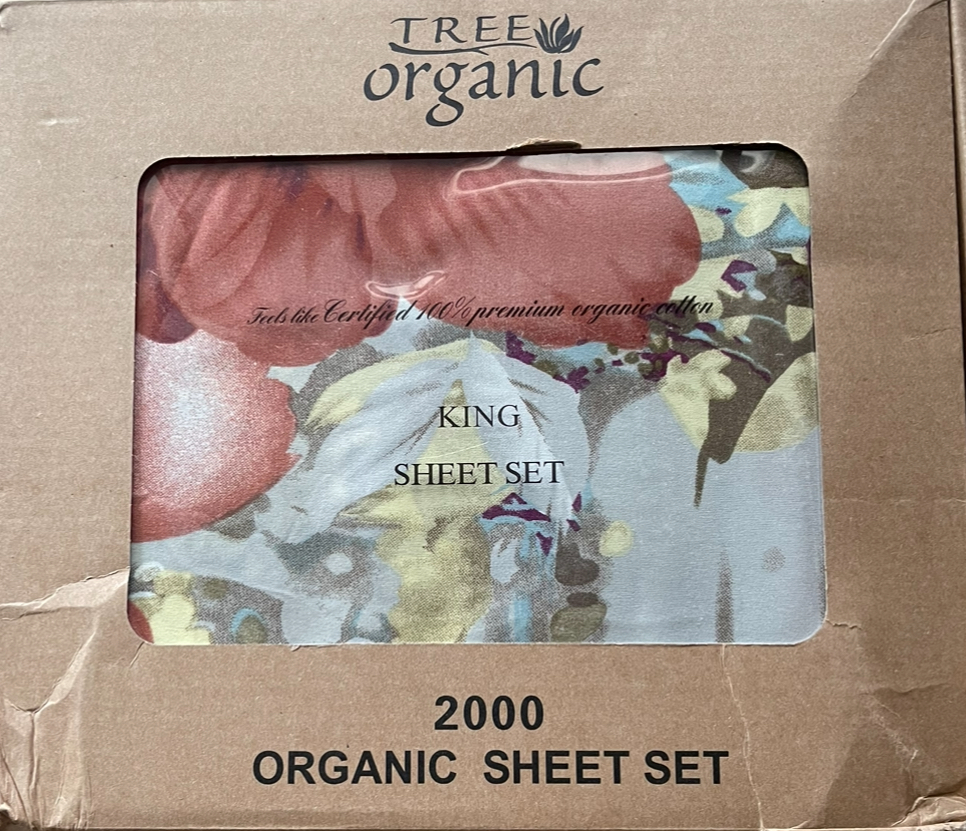 TREE
organic
Feels like Certified 100% premium organic cotton
KING
SHEET SET
2000
ORGANIC SHEET SET